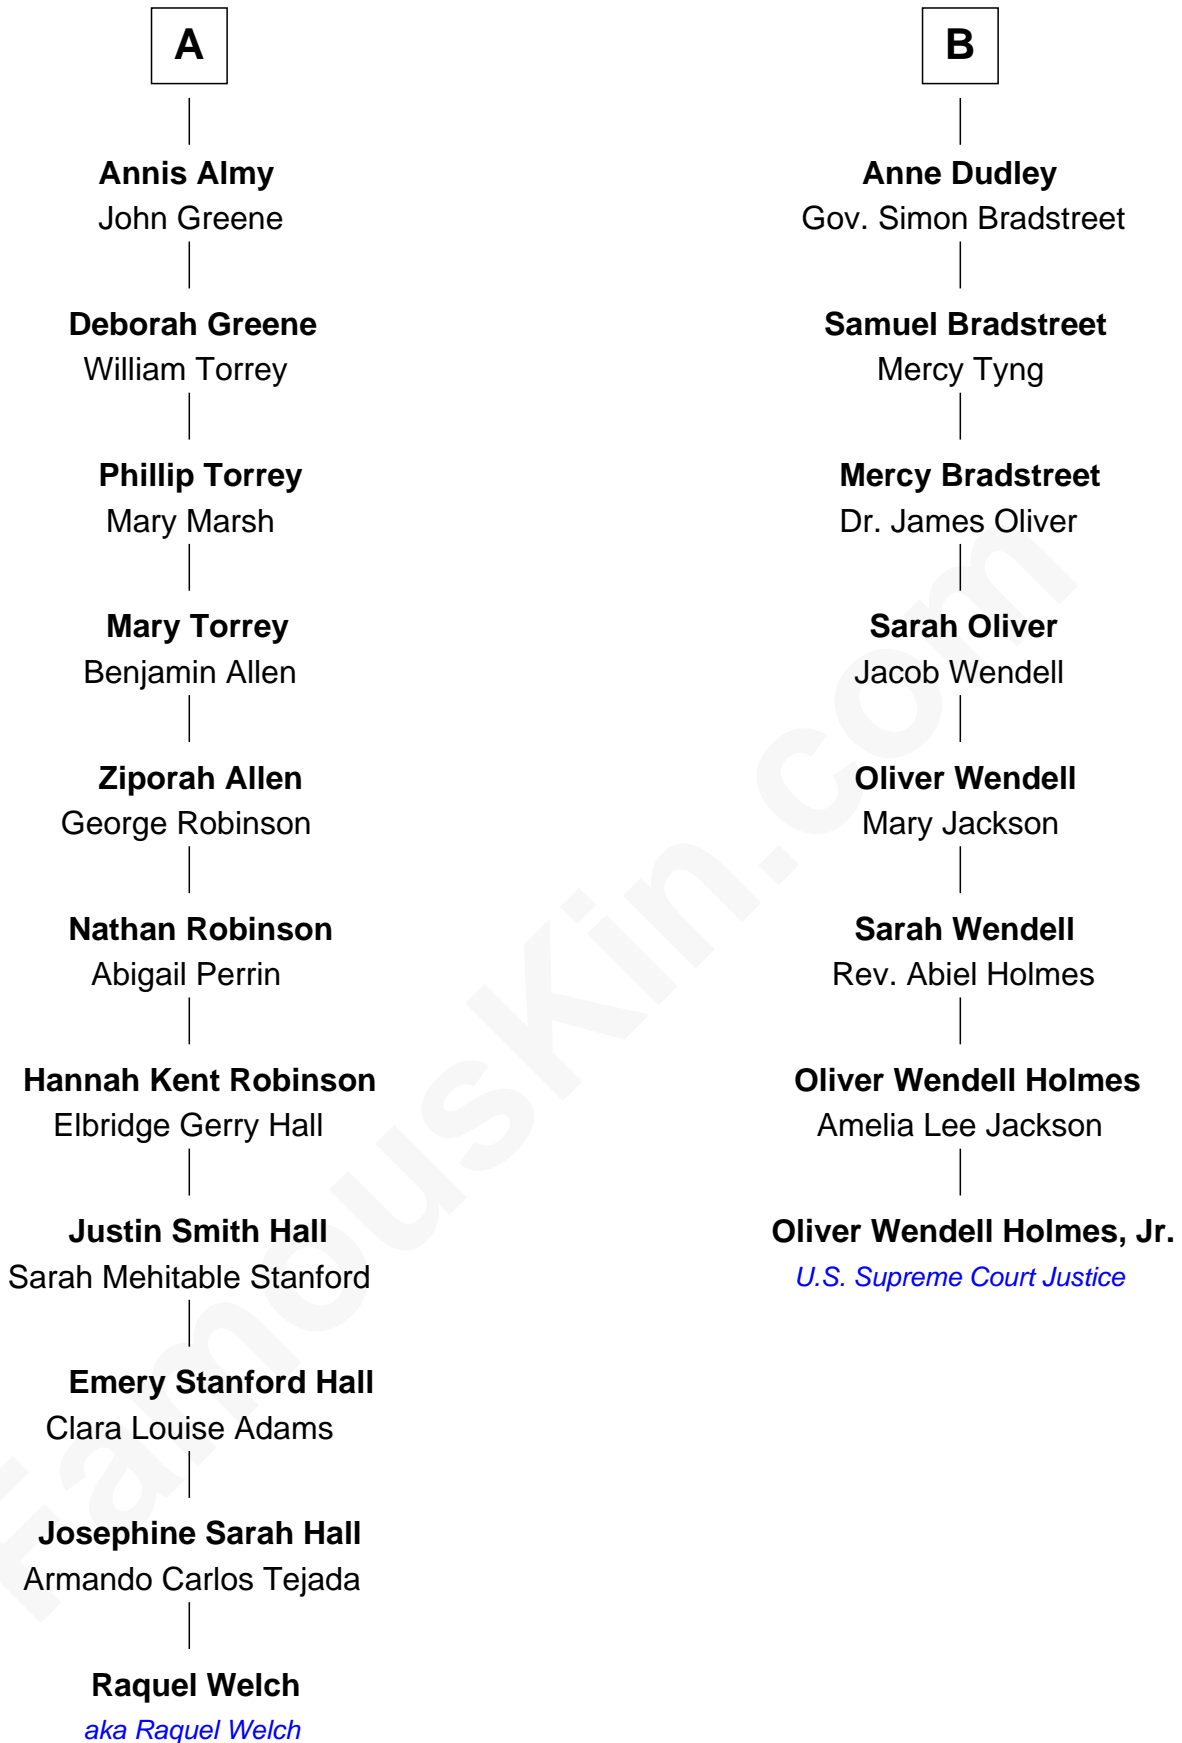 A
Annis Almy
John Greene
Deborah Greene
William Torrey
Phillip Torrey
Mary Marsh
Mary Torrey
Benjamin Allen
Ziporah Allen
George Robinson
Nathan Robinson
Abigail Perrin
Hannah Kent Robinson
Elbridge Gerry Hall
Justin Smith Hall
Sarah Mehitable Stanford
Emery Stanford Hall
Clara Louise Adams
Josephine Sarah Hall
Armando Carlos Tejada
Raquel Welch
aka Raquel Welch
B
Anne Dudley
Gov. Simon Bradstreet
Samuel Bradstreet
Mercy Tyng
Mercy Bradstreet
Dr. James Oliver
Sarah Oliver
Jacob Wendell
Oliver Wendell
Mary Jackson
Sarah Wendell
Rev. Abiel Holmes
Oliver Wendell Holmes
Amelia Lee Jackson
Oliver Wendell Holmes, Jr.
U.S. Supreme Court Justice
FamousKin.com